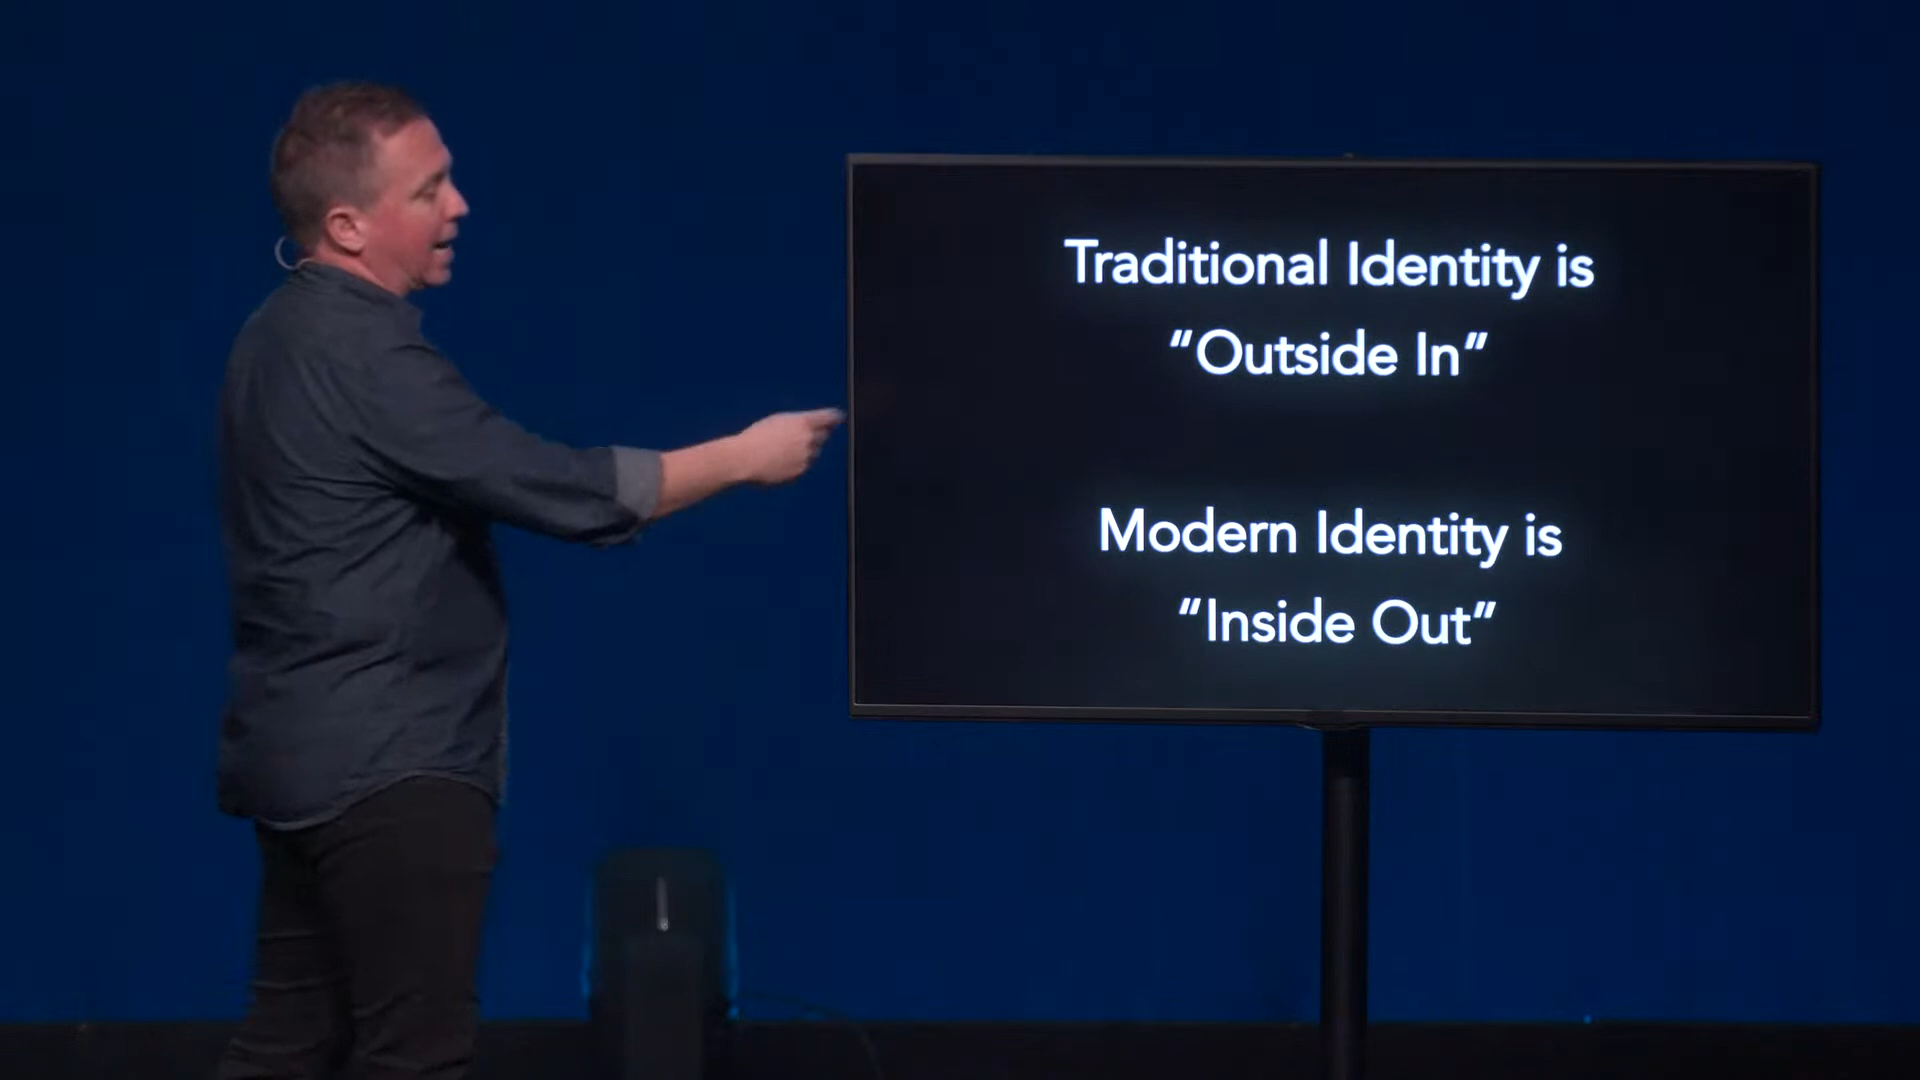 Traditional Identity is
“Outside In”
Modern Identity is
“Inside Out”